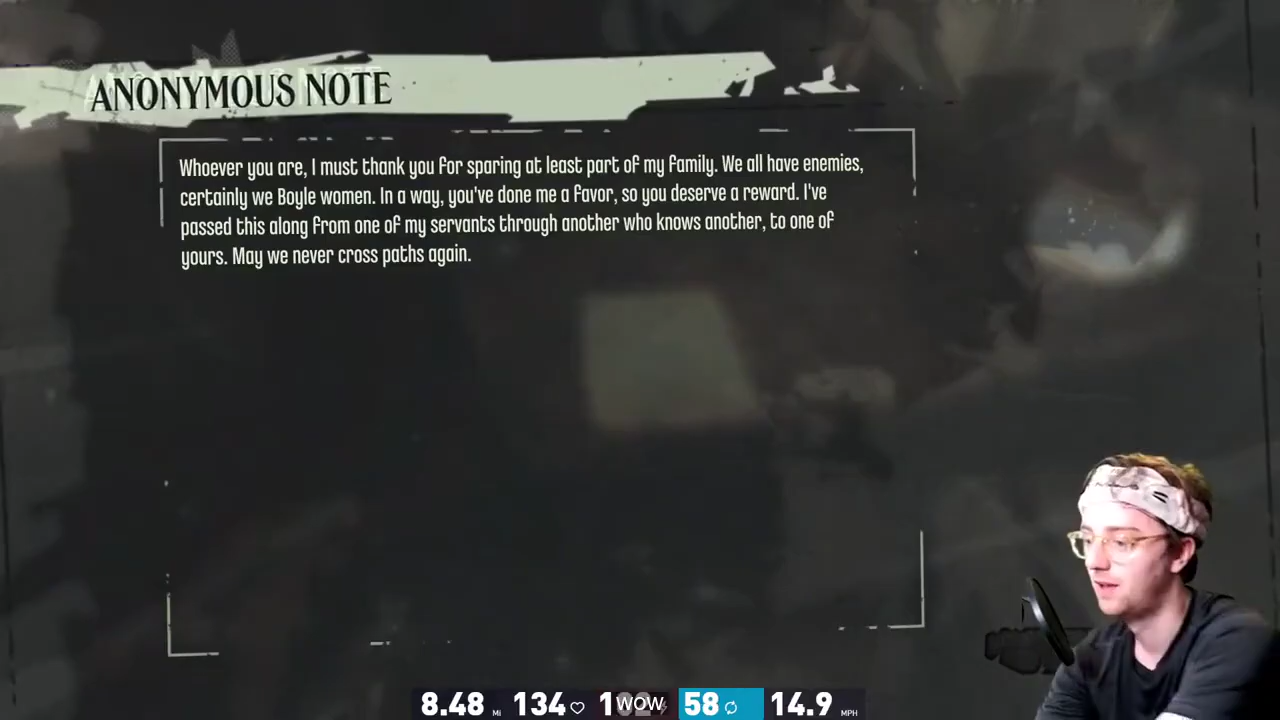 ANONYMOUS NOTE
Whoever you are, I must thank you for sparing at least part of my family. We all have enemies,
certainly we Boyle women. In a way, you've done me a favor, so you deserve a reward. I've
passed this along from one of my servants through another who knows another, to one of
yours. May we never cross paths again.
8.48 Mi 134 WOW 58 14.9 MPH